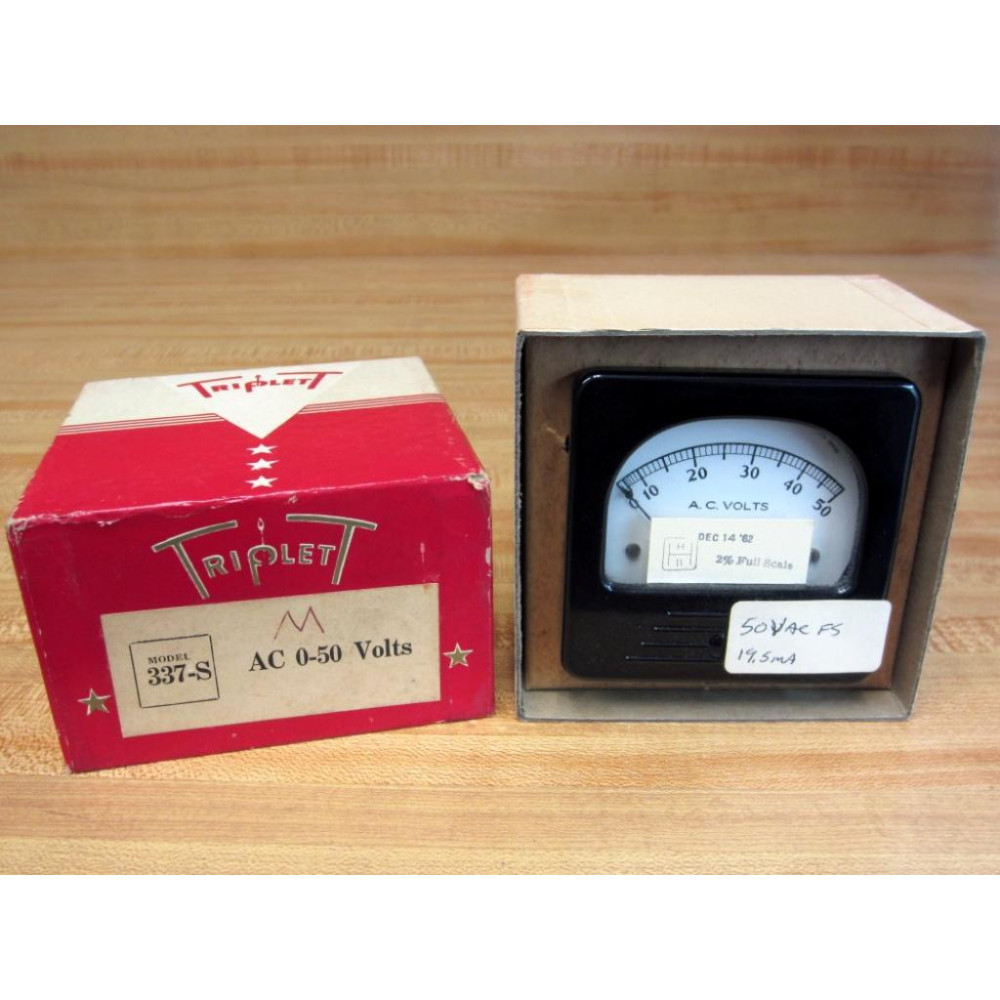 TRIPLETT
TRIPLETT
M
MODEL
337-S
AC 0-50 Volts
0 10 20 30 40 50
A. C. VOLTS
DEC 14 '62
H
11
2% Full Scale
50VAC FS
19.5mA